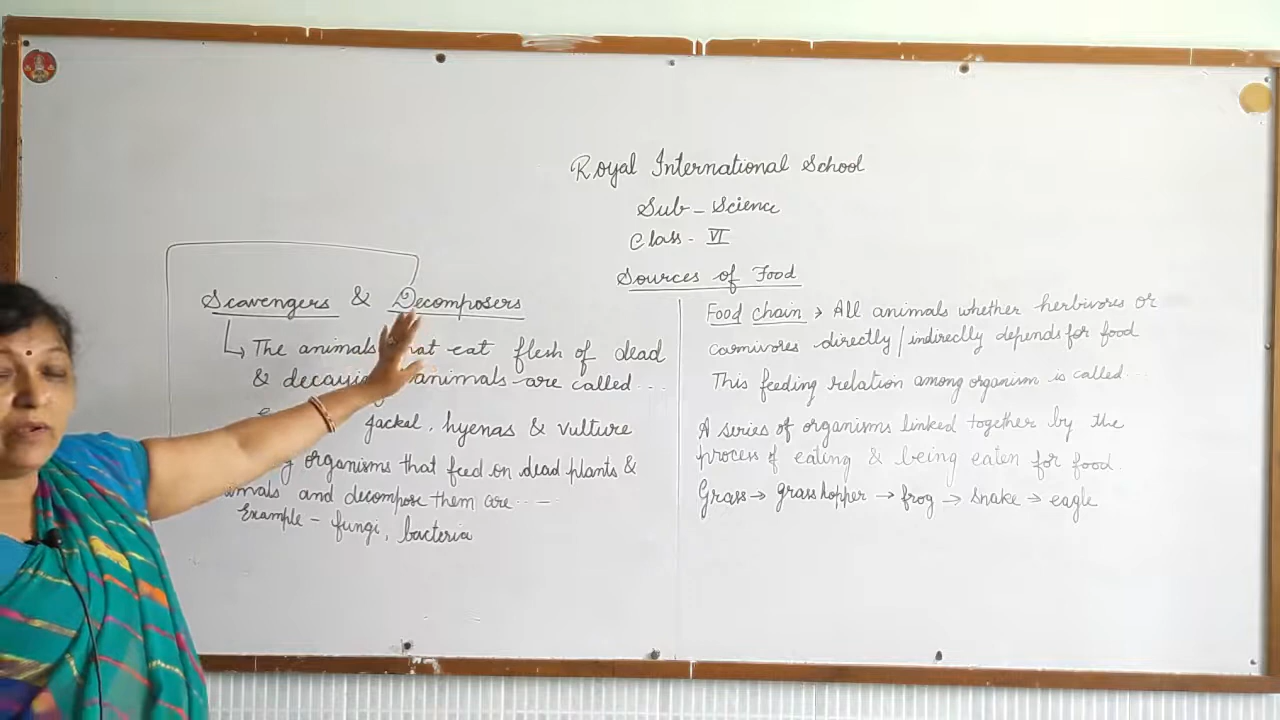 Royal International School
Sub - Science
Class - VI
Sources of Food
Scavengers & Decomposers
The animals that eat flesh of dead
& decaying animals are called...
jackal, hyenas & vulture
organisms that feed on dead plants &
and decompose them are...
Example - fungi, bacteria
Food chain → All animals whether herbivores or
carnivores directly/indirectly depends for food
This feeding relation among organism is called...
A series of organisms linked together by the
process of eating & being eaten for food.
Grass → grasshopper → frog → snake → eagle